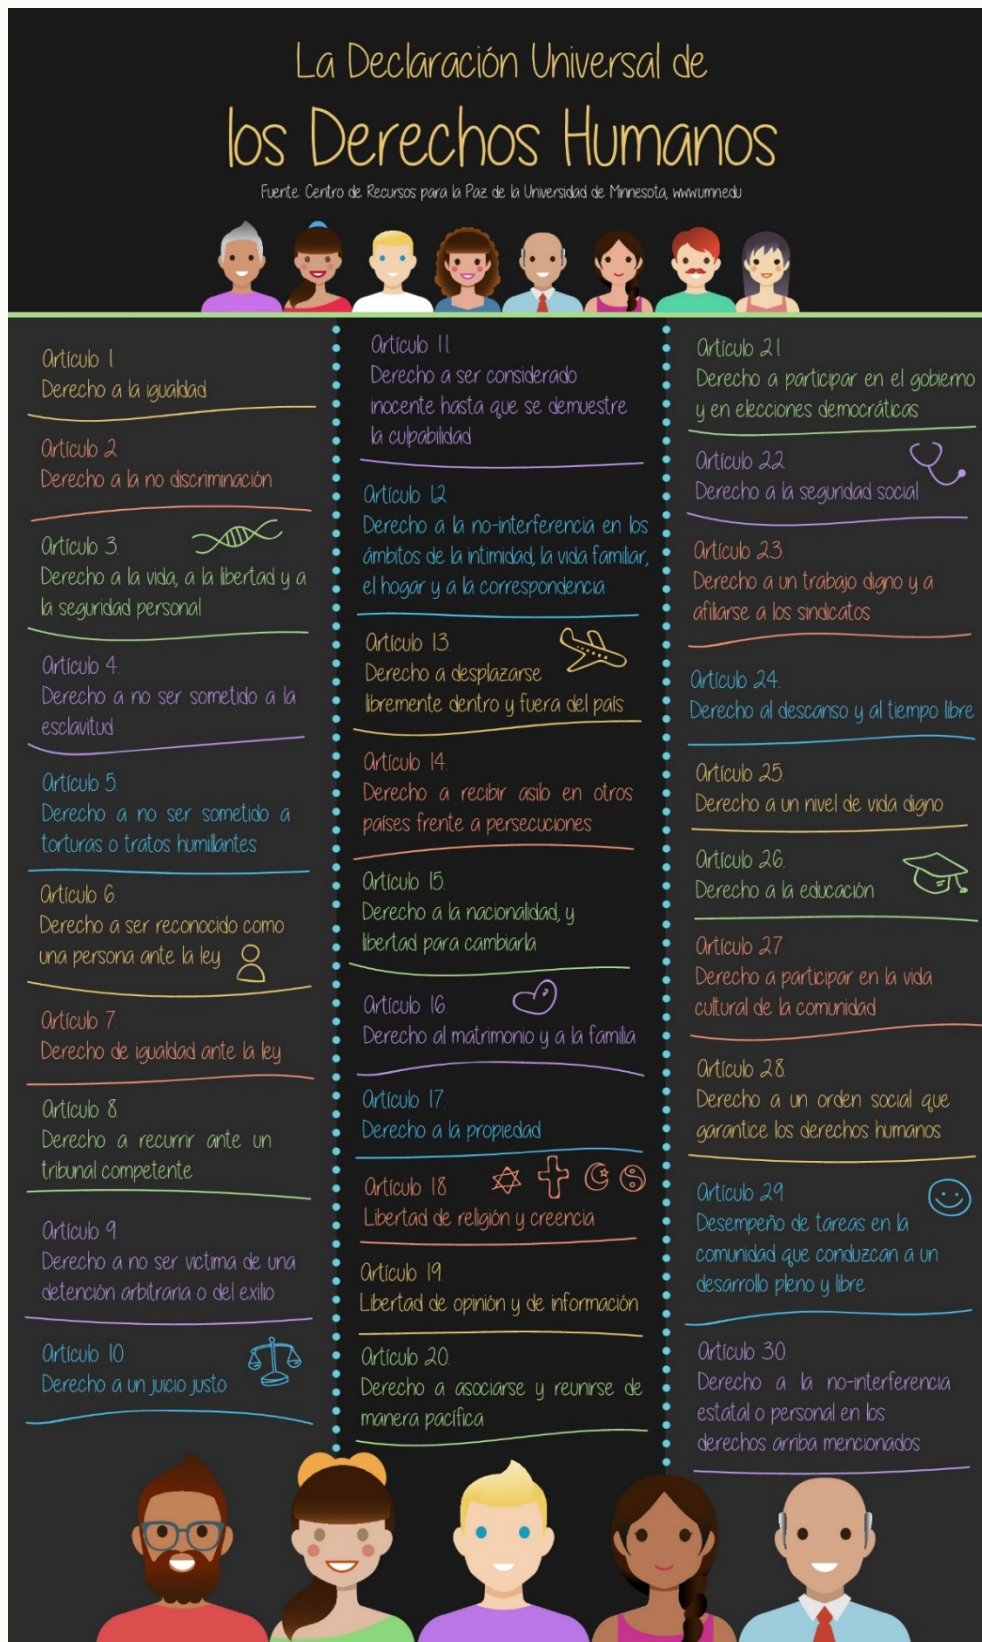 La Declaración Universal de
los Derechos Humanos
Fuente: Centro de Recursos para la Paz de la Universidad de Minnesota, www.umn.edu
Artículo 1
Derecho a la igualdad
Artículo 2
Derecho a la no discriminación
Artículo 3.
Derecho a la vida, a la libertad y a
la seguridad personal
Artículo 4.
Derecho a no ser sometido a la
esclavitud
Artículo 5.
Derecho a no ser sometido a
torturas o tratos humillantes
Artículo 6.
Derecho a ser reconocido como
una persona ante la ley
Artículo 7.
Derecho de igualdad ante la ley
Artículo 8.
Derecho a recurrir ante un
tribunal competente
Artículo 9.
Derecho a no ser victima de una
detención arbitraria o del exilio
Artículo 10.
Derecho a un juicio justo
Artículo 11.
Derecho a ser considerado
inocente hasta que se demuestre
la culpabilidad
Artículo 12.
Derecho a la no-interferencia en los
ámbitos de la intimidad, la vida familiar,
el hogar y a la correspondencia
Artículo 13.
Derecho a desplazarse
libremente dentro y fuera del país
Artículo 14.
Derecho a recibir asilo en otros
países frente a persecuciones
Artículo 15.
Derecho a la nacionalidad, y
libertad para cambiarla
Artículo 16.
Derecho al matrimonio y a la familia
Artículo 17.
Derecho a la propiedad
Artículo 18.
Libertad de religión y creencia
Artículo 19.
Libertad de opinión y de información
Artículo 20.
Derecho a asociarse y reunirse de
manera pacífica
Artículo 21.
Derecho a participar en el gobierno
y en elecciones democráticas
Artículo 22.
Derecho a la seguridad social
Artículo 23.
Derecho a un trabajo digno y a
afiliarse a los sindicatos
Artículo 24.
Derecho al descanso y al tiempo libre
Artículo 25.
Derecho a un nivel de vida digno
Artículo 26.
Derecho a la educación
Artículo 27.
Derecho a participar en la vida
cultural de la comunidad
Artículo 28.
Derecho a un orden social que
garantice los derechos humanos
Artículo 29.
Desempeño de tareas en la
comunidad que conduzcan a un
desarrollo pleno y libre
Artículo 30.
Derecho a la no-interferencia
estatal o personal en los
derechos arriba mencionados